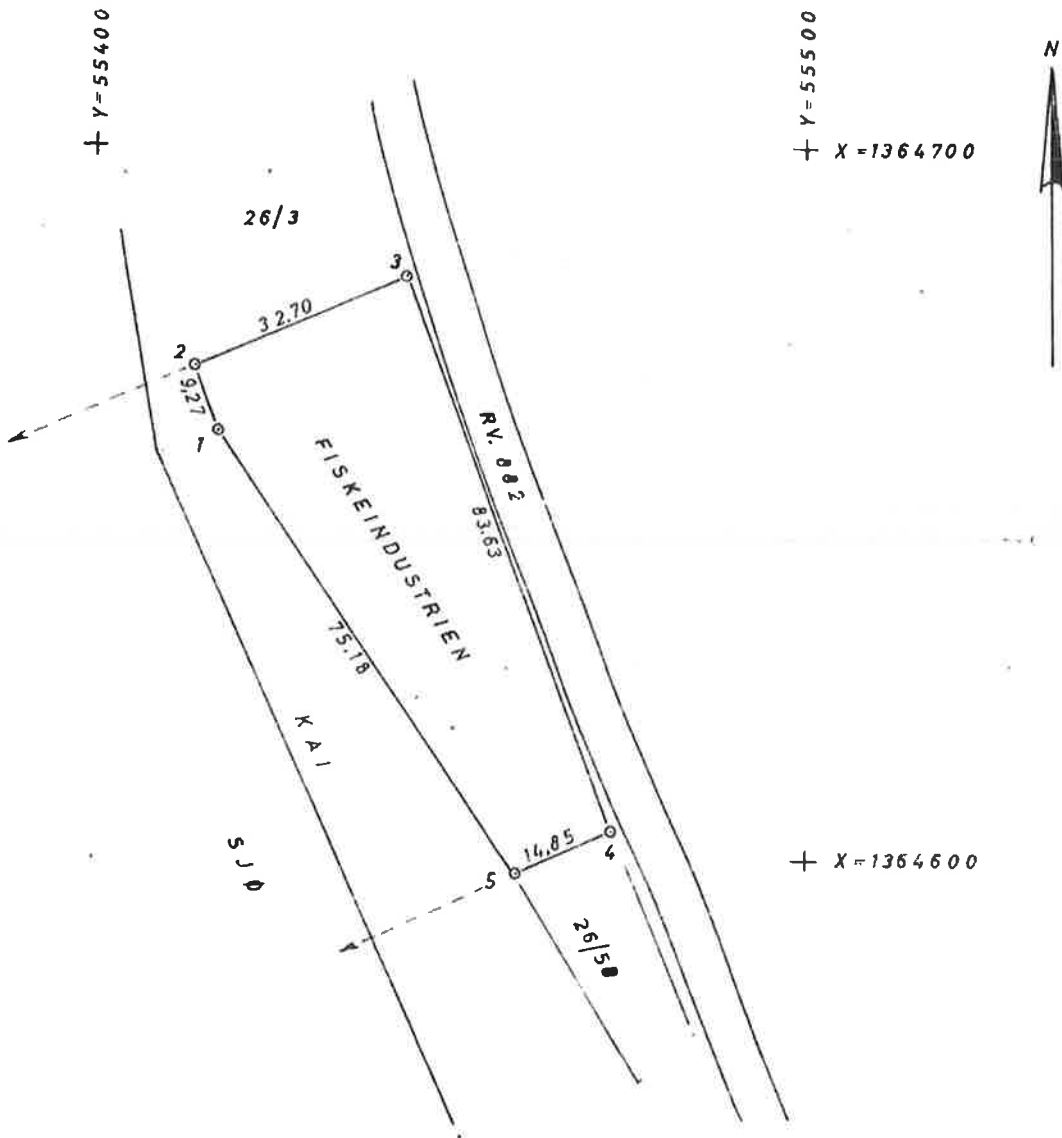 Y=55400
Y=55500
N
X=1364700
26/3
3
32.70
2
9,27
1
RV. 882
FISKEINDUSTRIEN
83.63
75.18
KAI
SJØ
14,85
4
5
X=1364600